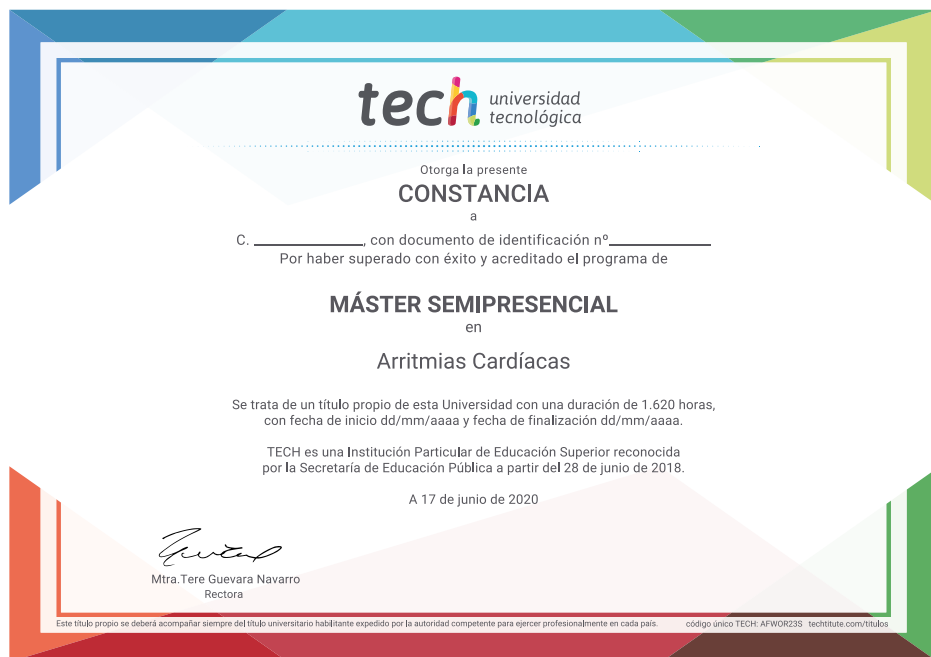 tech universidad
tecnológica
Otorga la presente
CONSTANCIA
a
C. ______________, con documento de identificación nº______________
Por haber superado con éxito y acreditado el programa de
MÁSTER SEMIPRESENCIAL
en
Arritmias Cardíacas
Se trata de un título propio de esta Universidad con una duración de 1.620 horas,
con fecha de inicio dd/mm/aaaa y fecha de finalización dd/mm/aaaa.
TECH es una Institución Particular de Educación Superior reconocida
por la Secretaría de Educación Pública a partir del 28 de junio de 2018.
A 17 de junio de 2020
Mtra.Tere Guevara Navarro
Rectora
Este título propio se deberá acompañar siempre del título universitario habilitante expedido por la autoridad competente para ejercer profesionalmente en cada país. código único TECH: AFWOR23S techtitute.com/titulos